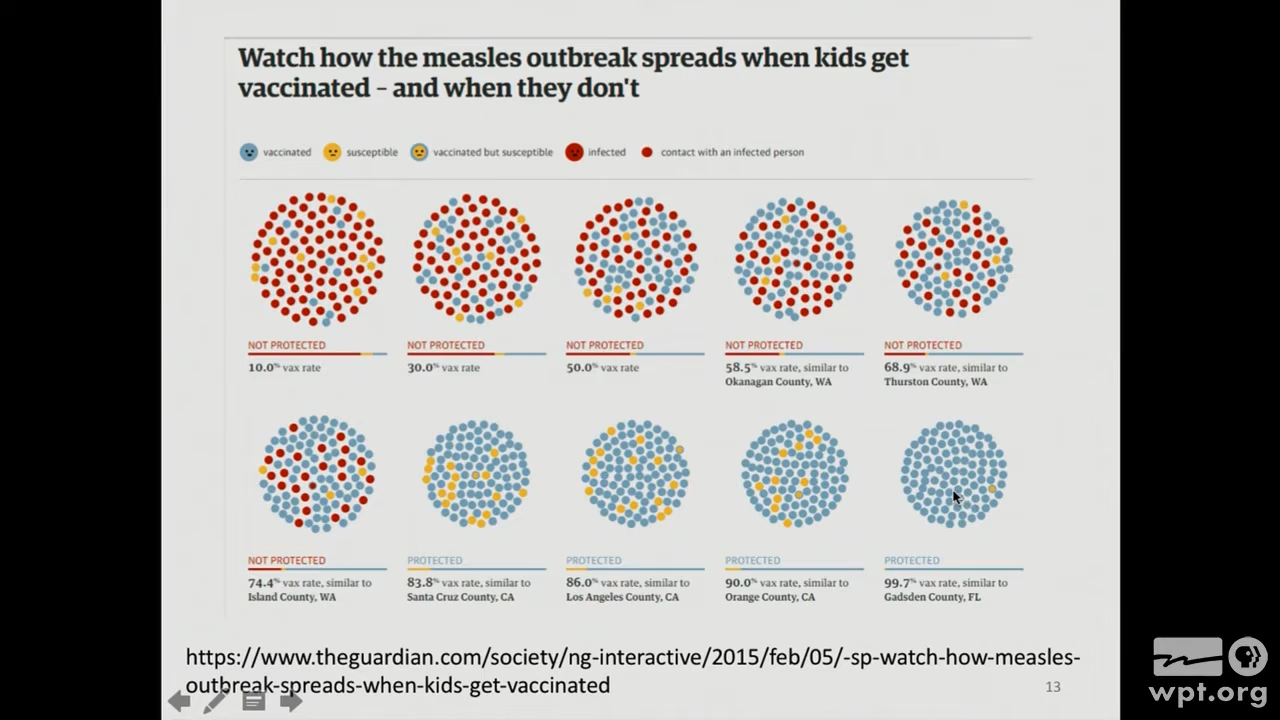 Watch how the measles outbreak spreads when kids get
vaccinated – and when they don't
vaccinated
susceptible
vaccinated but susceptible
infected
contact with an infected person
NOT PROTECTED
10.0% vax rate
NOT PROTECTED
30.0% vax rate
NOT PROTECTED
50.0% vax rate
NOT PROTECTED
58.5% vax rate, similar to
Okanagan County, WA
NOT PROTECTED
68.9% vax rate, similar to
Thurston County, WA
NOT PROTECTED
74.4% vax rate, similar to
Island County, WA
PROTECTED
83.8% vax rate, similar to
Santa Cruz County, CA
PROTECTED
86.0% vax rate, similar to
Los Angeles County, CA
PROTECTED
90.0% vax rate, similar to
Orange County, CA
PROTECTED
99.7% vax rate, similar to
Gadsden County, FL
https://www.theguardian.com/society/ng-interactive/2015/feb/05/-sp-watch-how-measles-
outbreak-spreads-when-kids-get-vaccinated
13
wpt.org